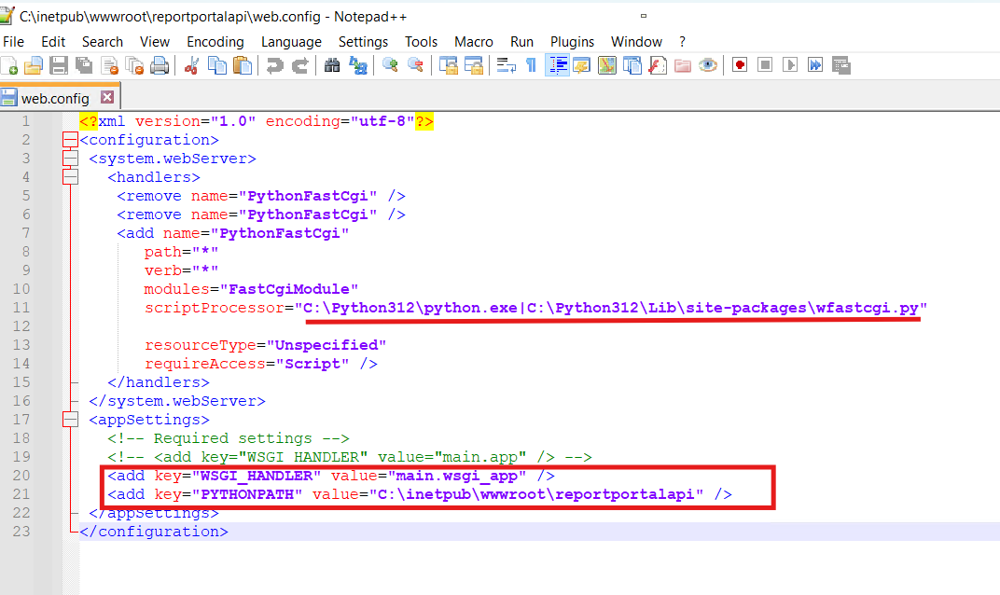 C:\inetpub\wwwroot\reportportalapi\web.config - Notepad++
File Edit Search View Encoding Language Settings Tools Macro Run Plugins Window ?
web.config
1 <?xml version="1.0" encoding="utf-8"?>
2 <configuration>
3 <system.webServer>
4 <handlers>
5 <remove name="PythonFastCgi" />
6 <remove name="PythonFastCgi" />
7 <add name="PythonFastCgi"
8 path="*"
9 verb="*"
10 modules="FastCgiModule"
11 scriptProcessor="C:\Python312\python.exe|C:\Python312\Lib\site-packages\wfastcgi.py"
12
13 resourceType="Unspecified"
14 requireAccess="Script" />
15 </handlers>
16 </system.webServer>
17 <appSettings>
18 <!-- Required settings -->
19 <!-- <add key="WSGI_HANDLER" value="main.app" /> -->
20 <add key="WSGI_HANDLER" value="main.wsgi_app" />
21 <add key="PYTHONPATH" value="C:\inetpub\wwwroot\reportportalapi" />
22 </appSettings>
23 </configuration>